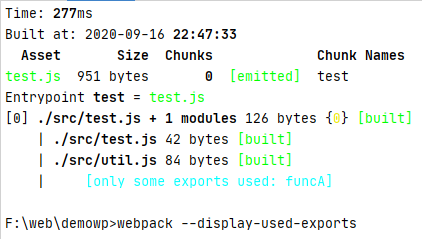 Time: 277ms
Built at: 2020-09-16 22:47:33
Asset Size Chunks Chunk Names
test.js 951 bytes 0 [emitted] test
Entrypoint test = test.js
[0] ./src/test.js + 1 modules 126 bytes {0} [built]
| ./src/test.js 42 bytes [built]
| ./src/util.js 84 bytes [built]
| [only some exports used: funcA]
F:\web\demowp>webpack --display-used-exports